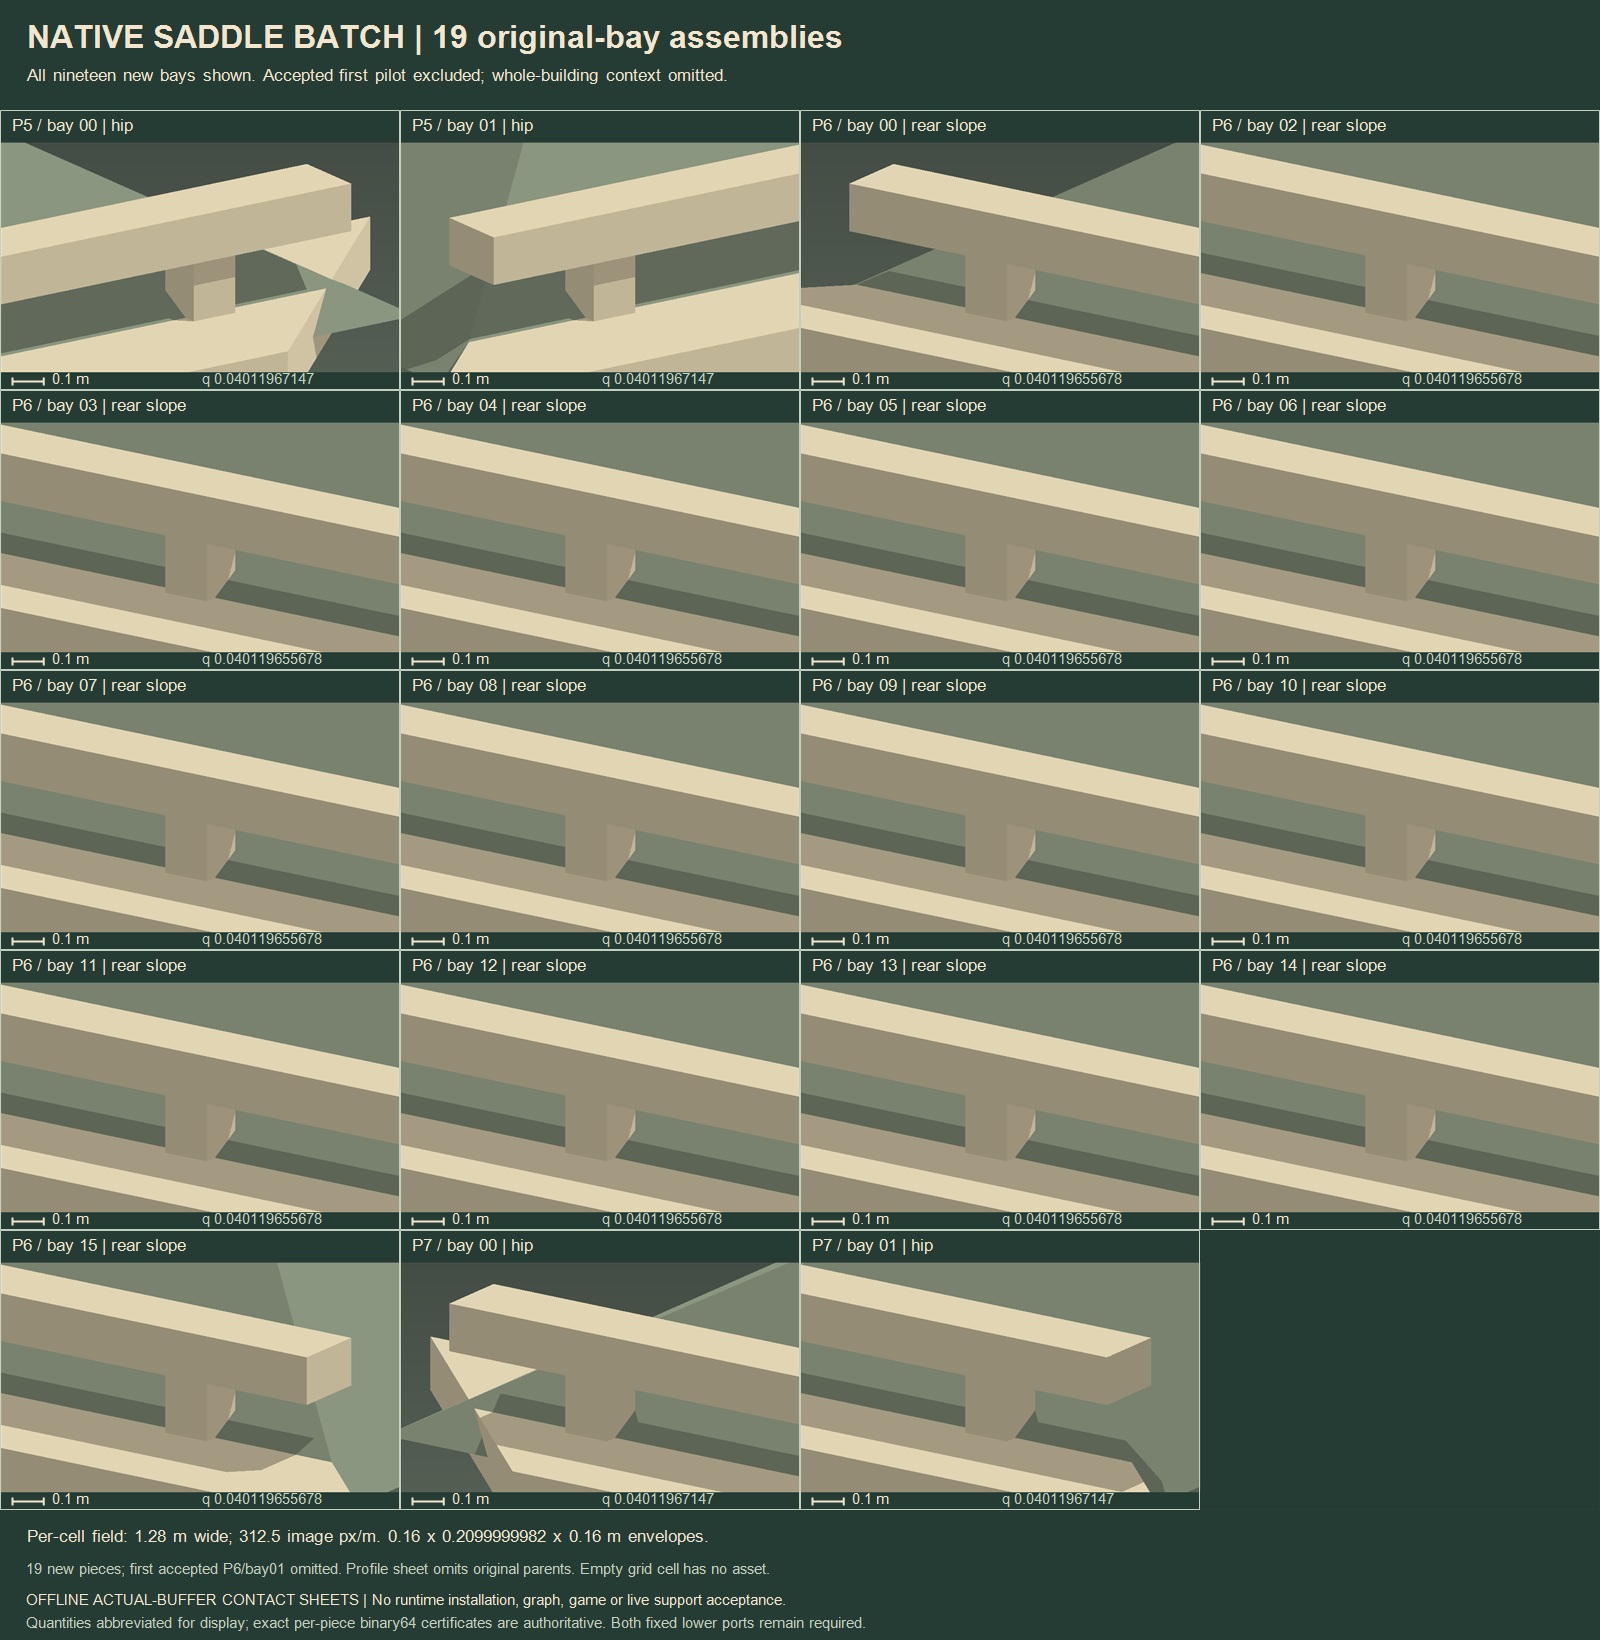 NATIVE SADDLE BATCH | 19 original-bay assemblies
All nineteen new bays shown. Accepted first pilot excluded; whole-building context omitted.
P5 / bay 00 | hip
P5 / bay 01 | hip
P6 / bay 00 | rear slope
P6 / bay 02 | rear slope
0.1 m
q 0.04011967147
0.1 m
q 0.04011967147
0.1 m
q 0.040119655678
0.1 m
q 0.040119655678
P6 / bay 03 | rear slope
P6 / bay 04 | rear slope
P6 / bay 05 | rear slope
P6 / bay 06 | rear slope
0.1 m
q 0.040119655678
0.1 m
q 0.040119655678
0.1 m
q 0.040119655678
0.1 m
q 0.040119655678
P6 / bay 07 | rear slope
P6 / bay 08 | rear slope
P6 / bay 09 | rear slope
P6 / bay 10 | rear slope
0.1 m
q 0.040119655678
0.1 m
q 0.040119655678
0.1 m
q 0.040119655678
0.1 m
q 0.040119655678
P6 / bay 11 | rear slope
P6 / bay 12 | rear slope
P6 / bay 13 | rear slope
P6 / bay 14 | rear slope
0.1 m
q 0.040119655678
0.1 m
q 0.040119655678
0.1 m
q 0.040119655678
0.1 m
q 0.040119655678
P6 / bay 15 | rear slope
P7 / bay 00 | hip
P7 / bay 01 | hip
0.1 m
q 0.040119655678
0.1 m
q 0.04011967147
0.1 m
q 0.04011967147
Per-cell field: 1.28 m wide; 312.5 image px/m. 0.16 x 0.2099999982 x 0.16 m envelopes.
19 new pieces; first accepted P6/bay01 omitted. Profile sheet omits original parents. Empty grid cell has no asset.
OFFLINE ACTUAL-BUFFER CONTACT SHEETS | No runtime installation, graph, game or live support acceptance.
Quantities abbreviated for display; exact per-piece binary64 certificates are authoritative. Both fixed lower ports remain required.